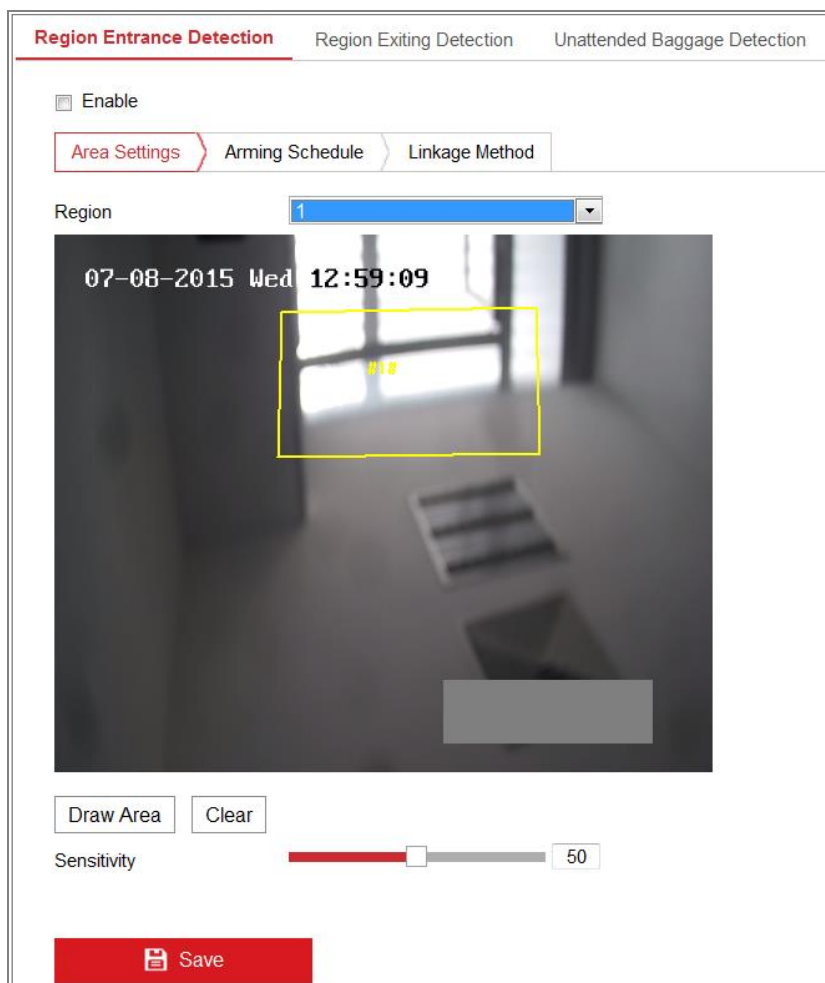 Region Entrance Detection Region Exiting Detection Unattended Baggage Detection
Enable
Area Settings Arming Schedule Linkage Method
Region 1
07-08-2015 Wed 12:59:09
#1#
Draw Area Clear
Sensitivity 50
Save